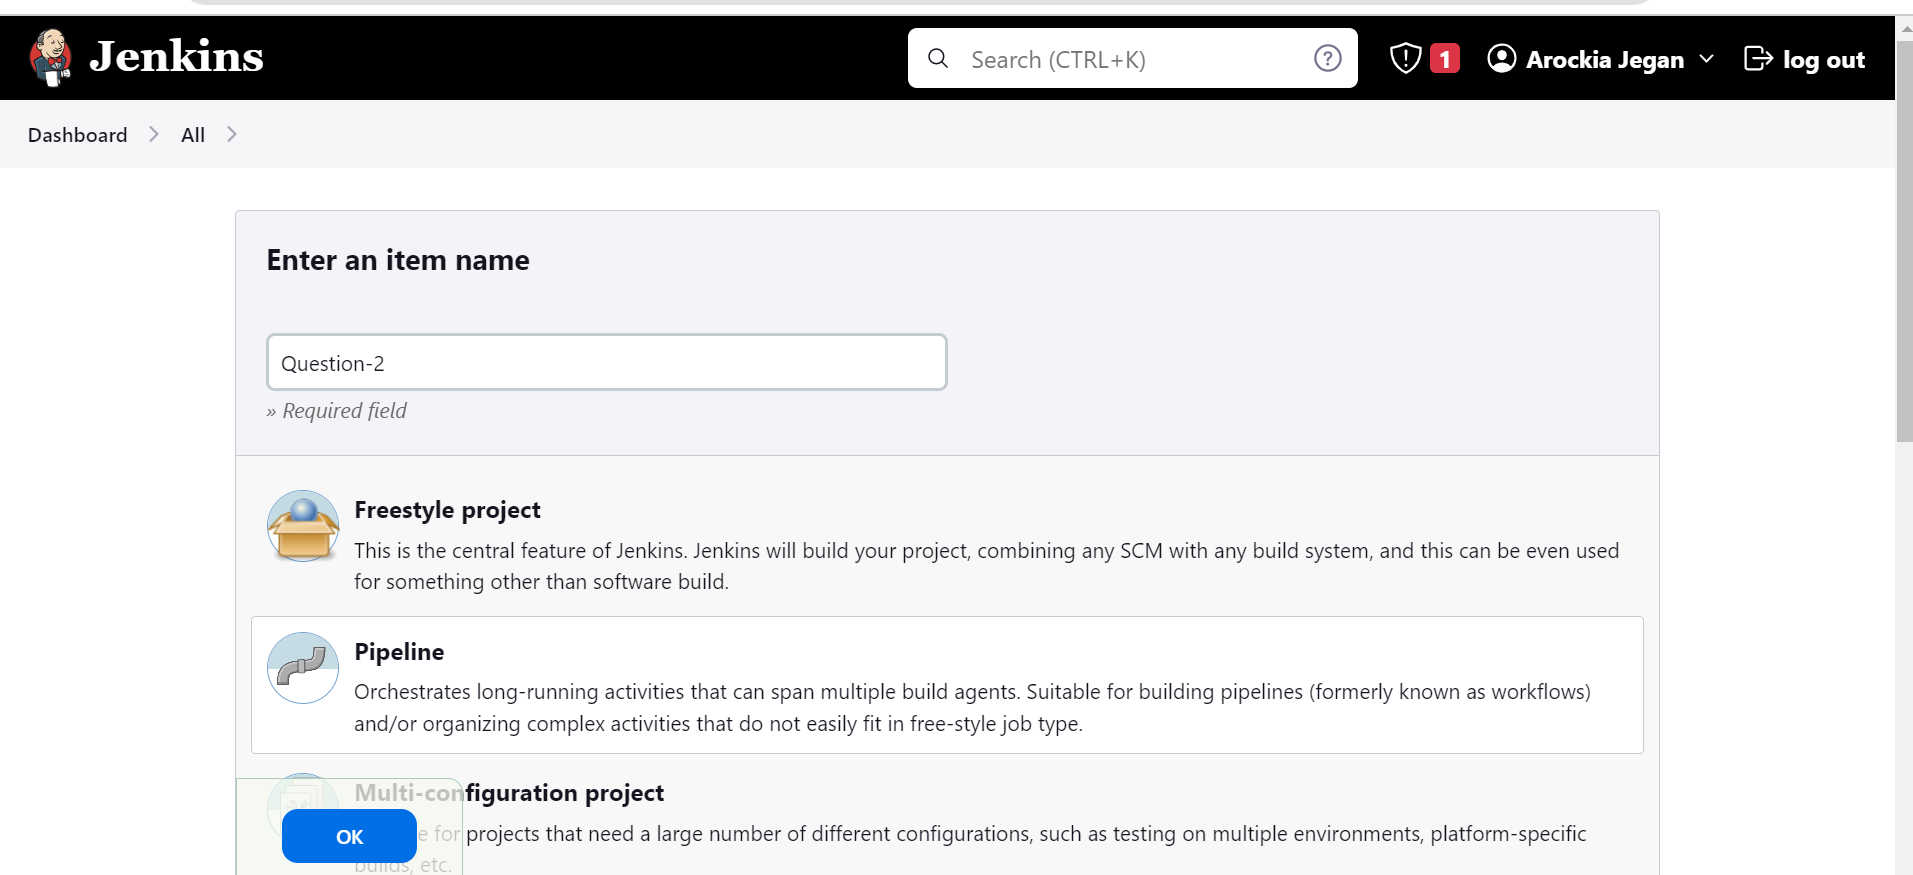 Jenkins
Search (CTRL+K)
1
Arockia Jegan
log out
Dashboard
All
Enter an item name
Question-2
» Required field
Freestyle project
This is the central feature of Jenkins. Jenkins will build your project, combining any SCM with any build system, and this can be even used
for something other than software build.
Pipeline
Orchestrates long-running activities that can span multiple build agents. Suitable for building pipelines (formerly known as workflows)
and/or organizing complex activities that do not easily fit in free-style job type.
Multi-configuration project
for projects that need a large number of different configurations, such as testing on multiple environments, platform-specific
builds, etc.
OK